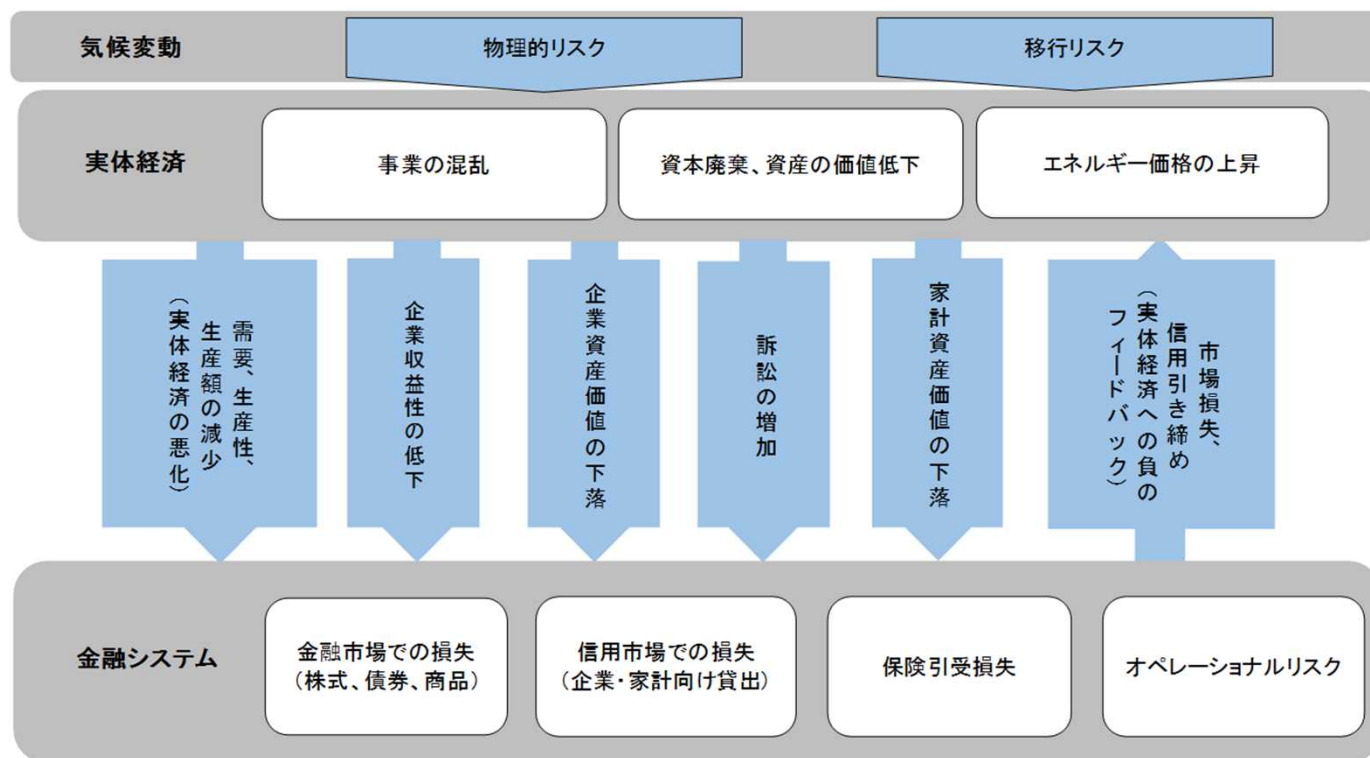 気候変動
物理的リスク
移行リスク
実体経済
事業の混乱
資本廃棄、資産の価値低下
エネルギー価格の上昇
需要、生産性、
生産額の減少
(実体経済の悪化)
企業収益性の低下
企業資産価値の下落
訴訟の増加
家計資産価値の下落
市場損失、
信用引き締め
(実体経済への負の
フィードバック)
金融システム
金融市場での損失
(株式、債券、商品)
信用市場での損失
(企業・家計向け貸出)
保険引受損失
オペレーショナルリスク